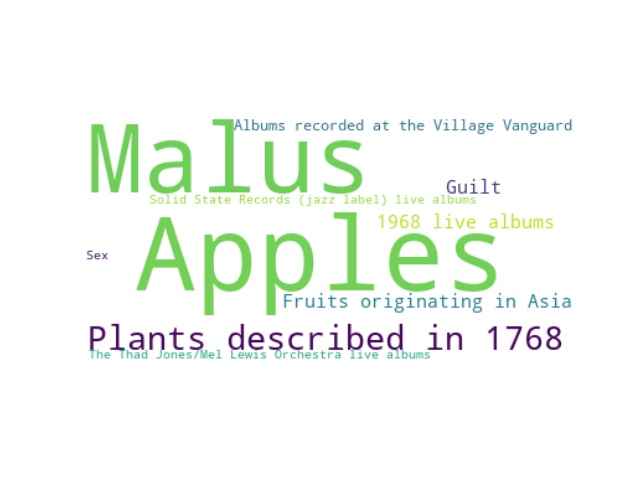 Albums recorded at the Village Vanguard
Malus
Guilt
Solid State Records (jazz label) live albums
1968 live albums
Apples
Sex
Fruits originating in Asia
Plants described in 1768
The Thad Jones/Mel Lewis Orchestra live albums